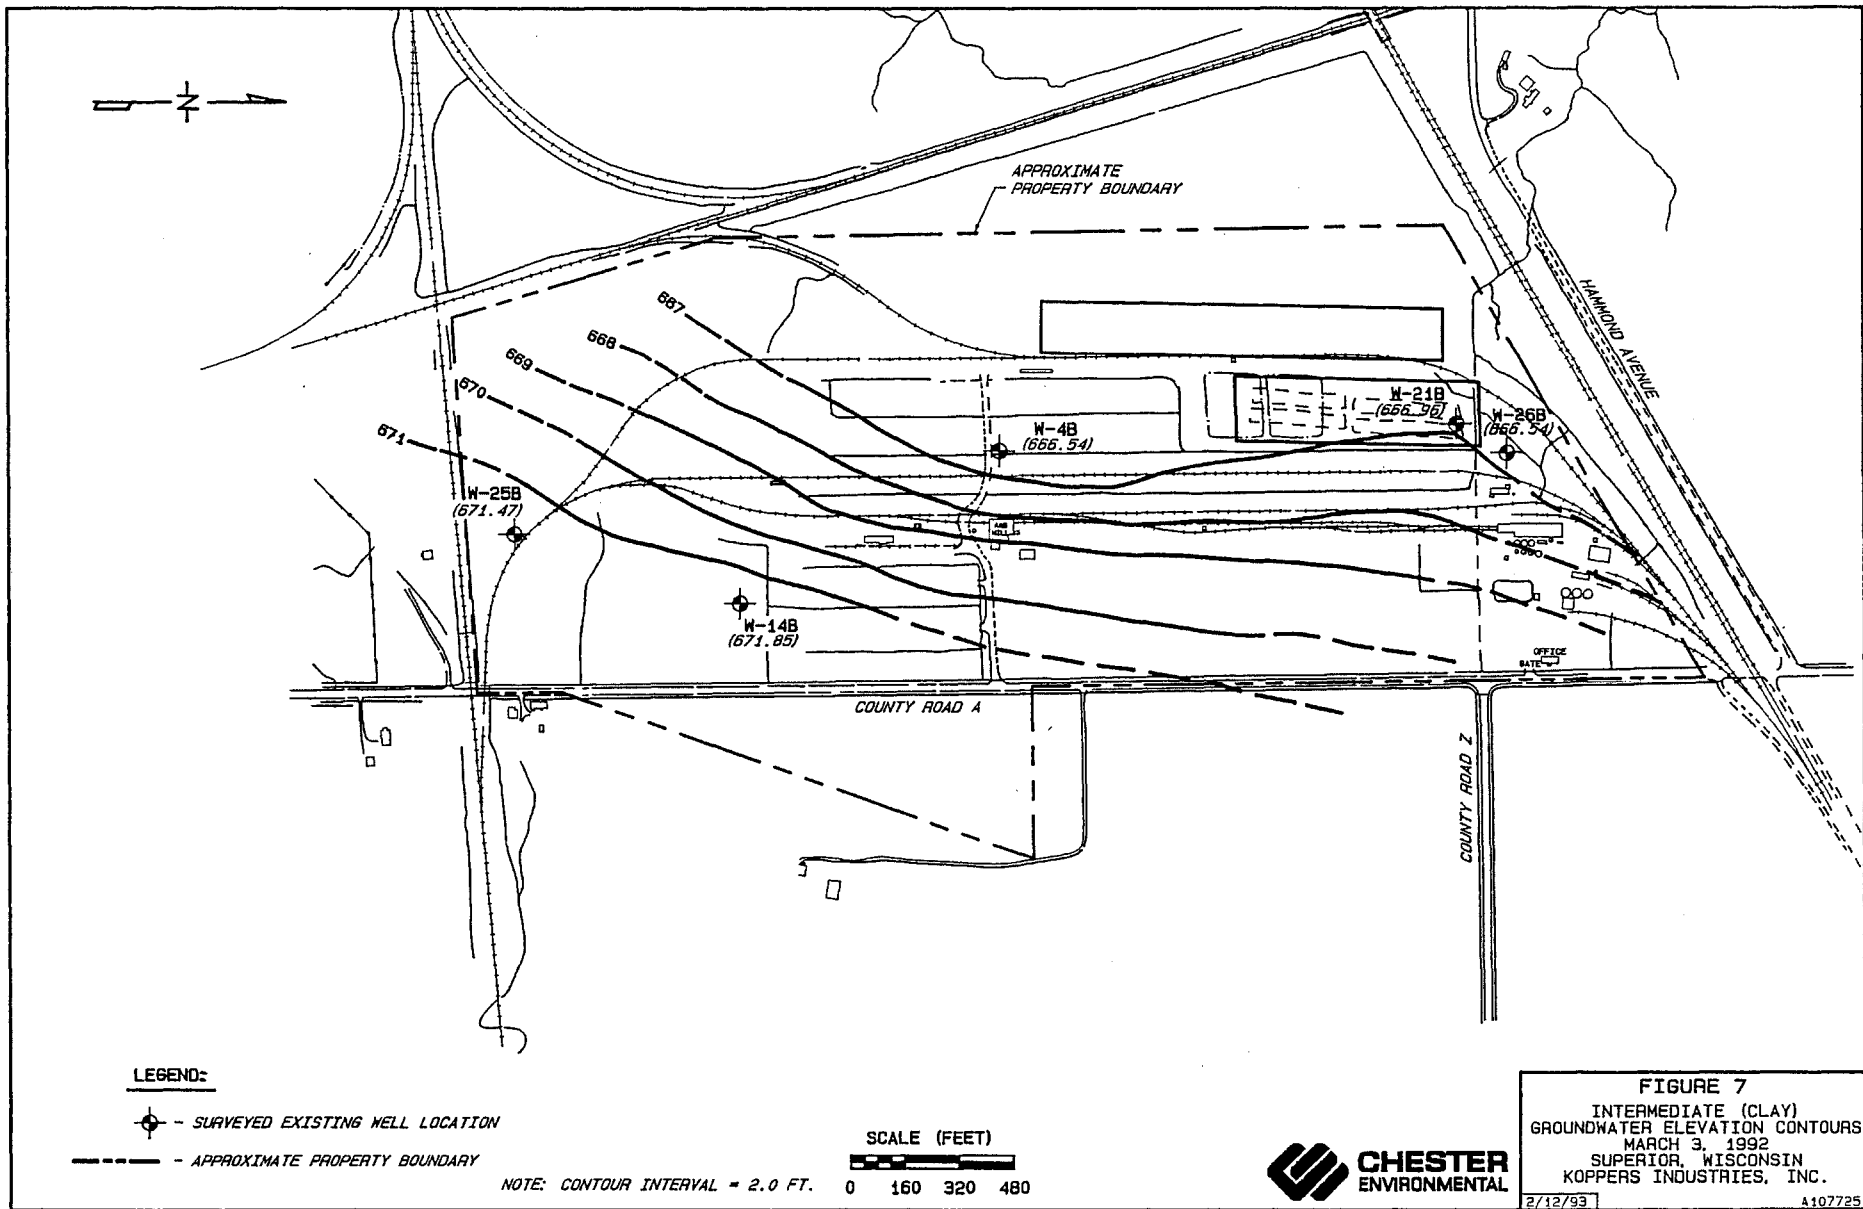 Z
APPROXIMATE
PROPERTY BOUNDARY
HAMMOND AVENUE
667
668
669
670
671
W-21B
(666.96)
W-26B
(666.54)
W-4B
(666.54)
W-25B
(671.47)
W-14B
(671.85)
OFFICE
GATE
COUNTY ROAD A
COUNTY ROAD Z
LEGEND:
- SURVEYED EXISTING WELL LOCATION
- APPROXIMATE PROPERTY BOUNDARY
NOTE: CONTOUR INTERVAL = 2.0 FT.
SCALE (FEET)
0 160 320 480
CHESTER
ENVIRONMENTAL
FIGURE 7
INTERMEDIATE (CLAY)
GROUNDWATER ELEVATION CONTOURS
MARCH 3, 1992
SUPERIOR, WISCONSIN
KOPPERS INDUSTRIES, INC.
2/12/93
A107725